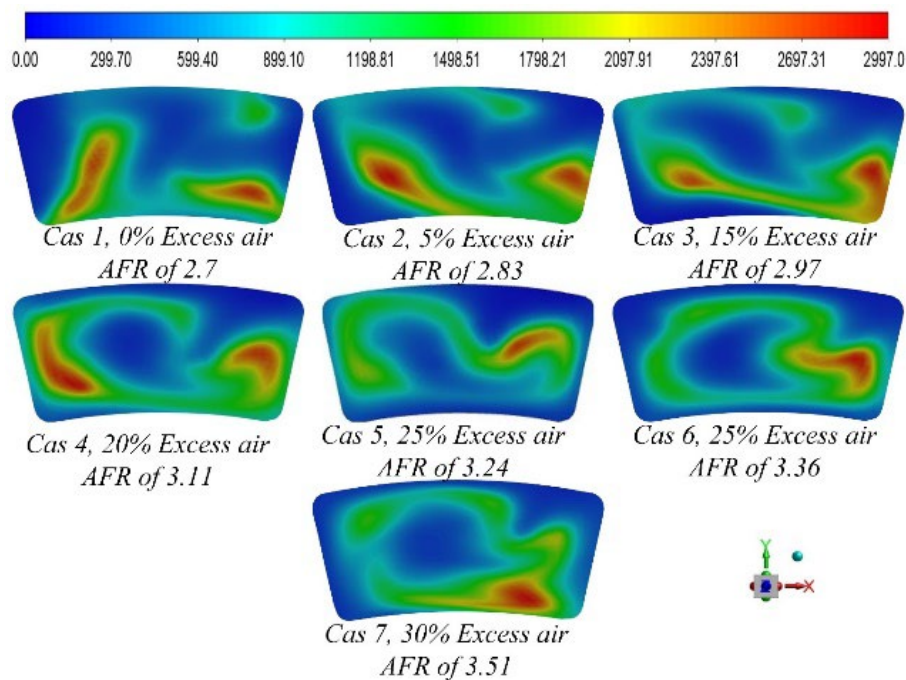 0.00 299.70 599.40 899.10 1198.81 1498.51 1798.21 2097.91 2397.61 2697.31 2997.0
Cas 1, 0% Excess air
AFR of 2.7
Cas 2, 5% Excess air
AFR of 2.83
Cas 3, 15% Excess air
AFR of 2.97
Cas 4, 20% Excess air
AFR of 3.11
Cas 5, 25% Excess air
AFR of 3.24
Cas 6, 25% Excess air
AFR of 3.36
Cas 7, 30% Excess air
AFR of 3.51
Y
X